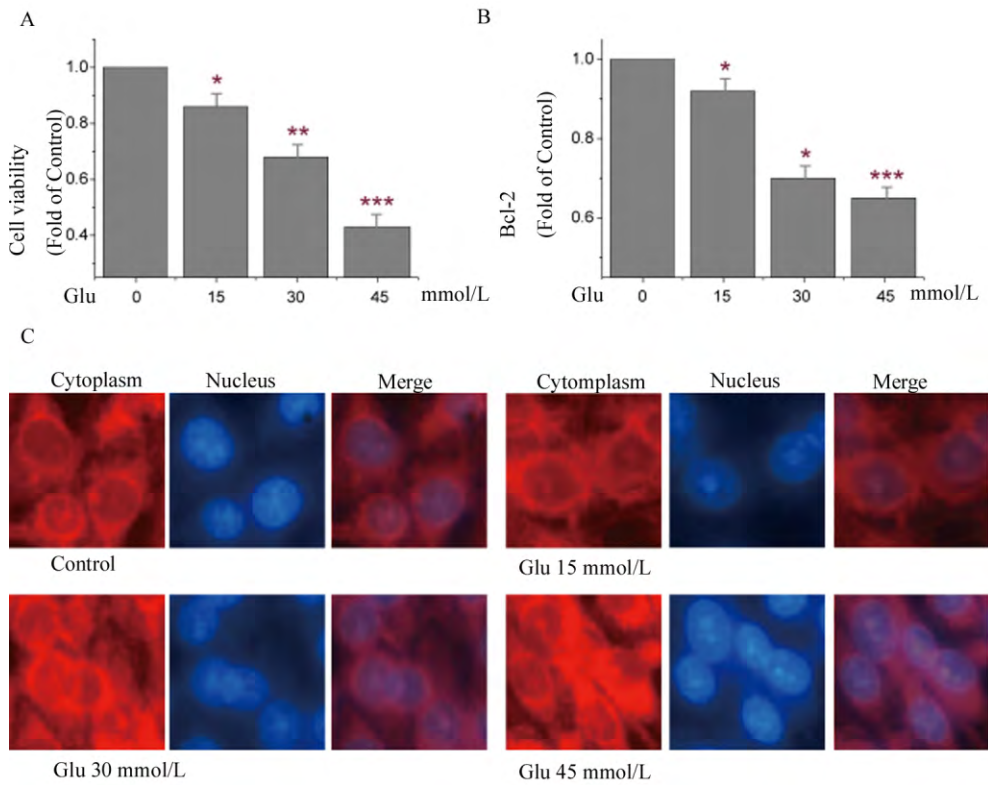 A
Cell viability
(Fold of Control)
1.0
0.8
0.6
0.4
*
**
***
Glu 0 15 30 45 mmol/L
B
Bcl-2
(Fold of Control)
1.0
0.8
0.6
*
*
***
Glu 0 15 30 45 mmol/L
C
Cytoplasm Nucleus Merge Cytomplasm Nucleus Merge
Control Glu 15 mmol/L
Glu 30 mmol/L Glu 45 mmol/L